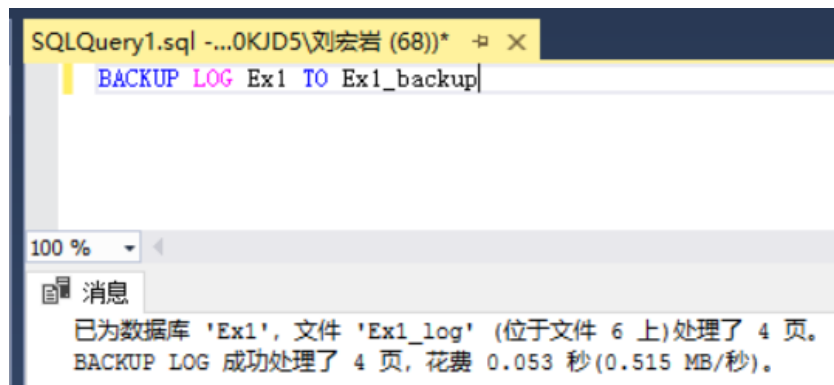 SQLQuery1.sql -...0KJD5\刘宏岩 (68))*
BACKUP LOG Ex1 TO Ex1_backup
100 %
消息
已为数据库 'Ex1'，文件 'Ex1_log' (位于文件 6 上)处理了 4 页。
BACKUP LOG 成功处理了 4 页，花费 0.053 秒(0.515 MB/秒)。